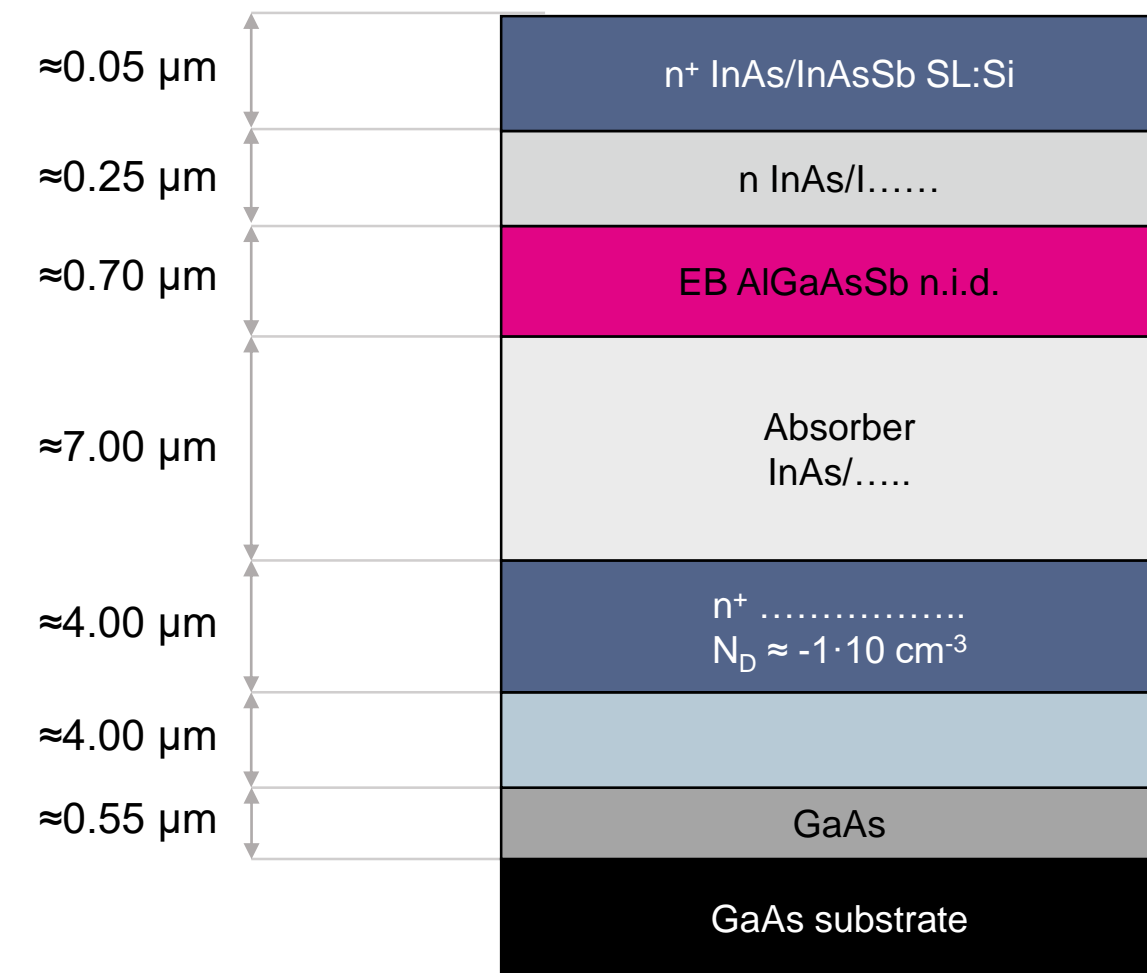 ≈0.05 µm
n⁺ InAs/InAsSb SL:Si
≈0.25 µm
n InAs/I......
≈0.70 µm
EB AlGaAsSb n.i.d.
≈7.00 µm
Absorber
InAs/.....
≈4.00 µm
n⁺ .................
N_D ≈ -1·10 cm⁻³
≈4.00 µm
≈0.55 µm
GaAs
GaAs substrate